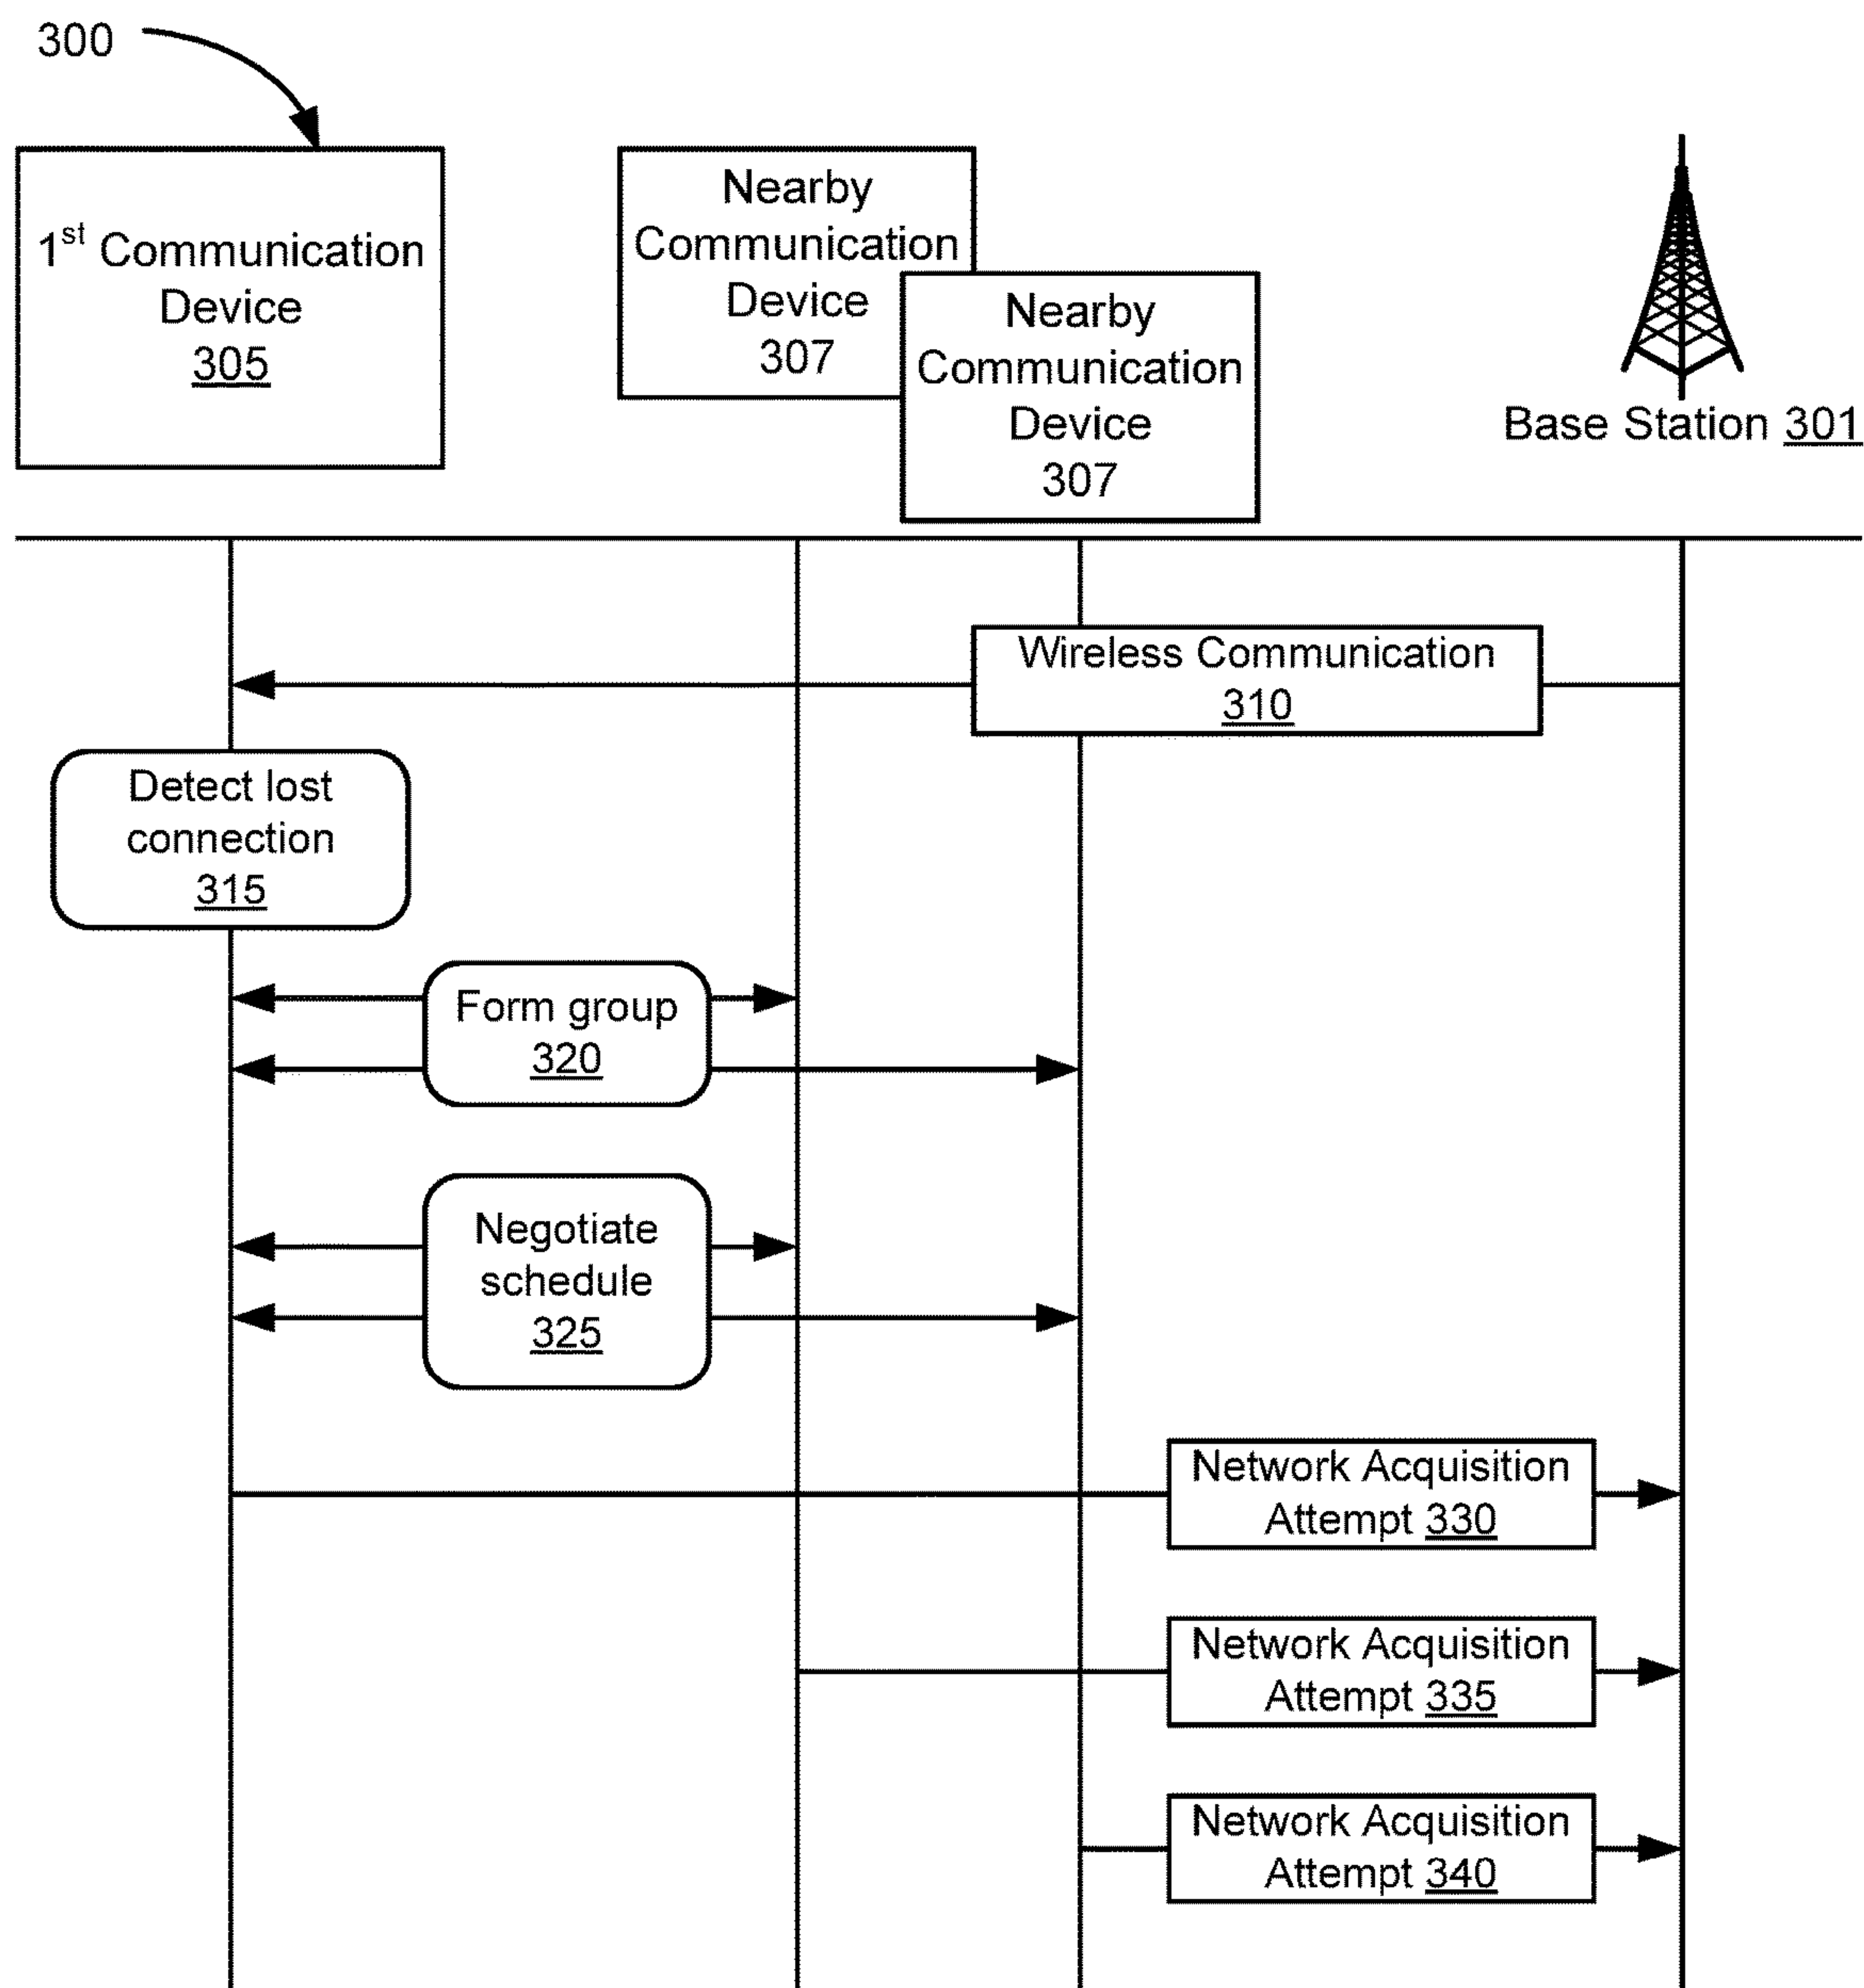 300
1st Communication
Device
305
Nearby
Communication
Device
307
Nearby
Communication
Device
307
Base Station 301
Wireless Communication
310
Detect lost
connection
315
Form group
320
Negotiate
schedule
325
Network Acquisition
Attempt 330
Network Acquisition
Attempt 335
Network Acquisition
Attempt 340